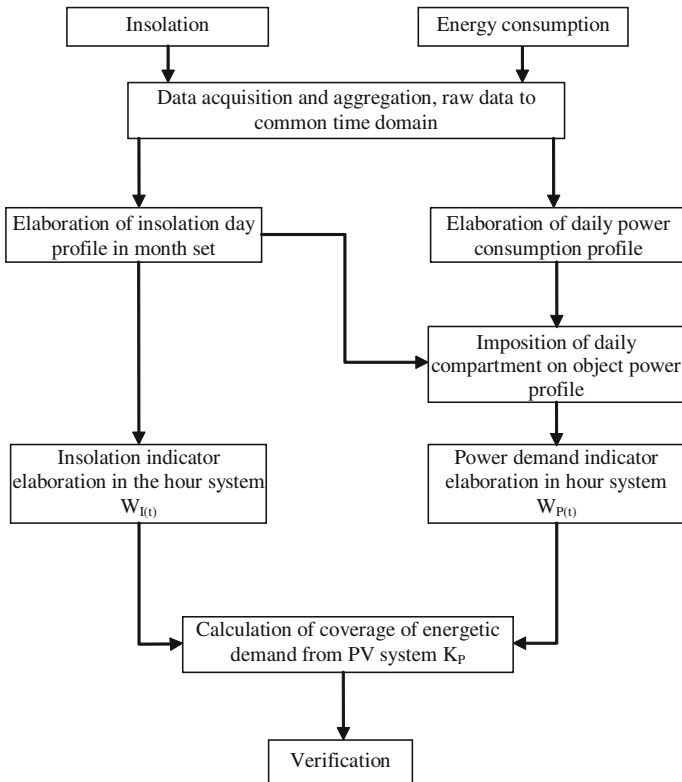 Insolation
Energy consumption
Data acquisition and aggregation, raw data to
common time domain
Elaboration of insolation day
profile in month set
Elaboration of daily power
consumption profile
Imposition of daily
compartment on object power
profile
Insolation indicator
elaboration in the hour system
W_I(t)
Power demand indicator
elaboration in hour system
W_P(t)
Calculation of coverage of energetic
demand from PV system K_P
Verification